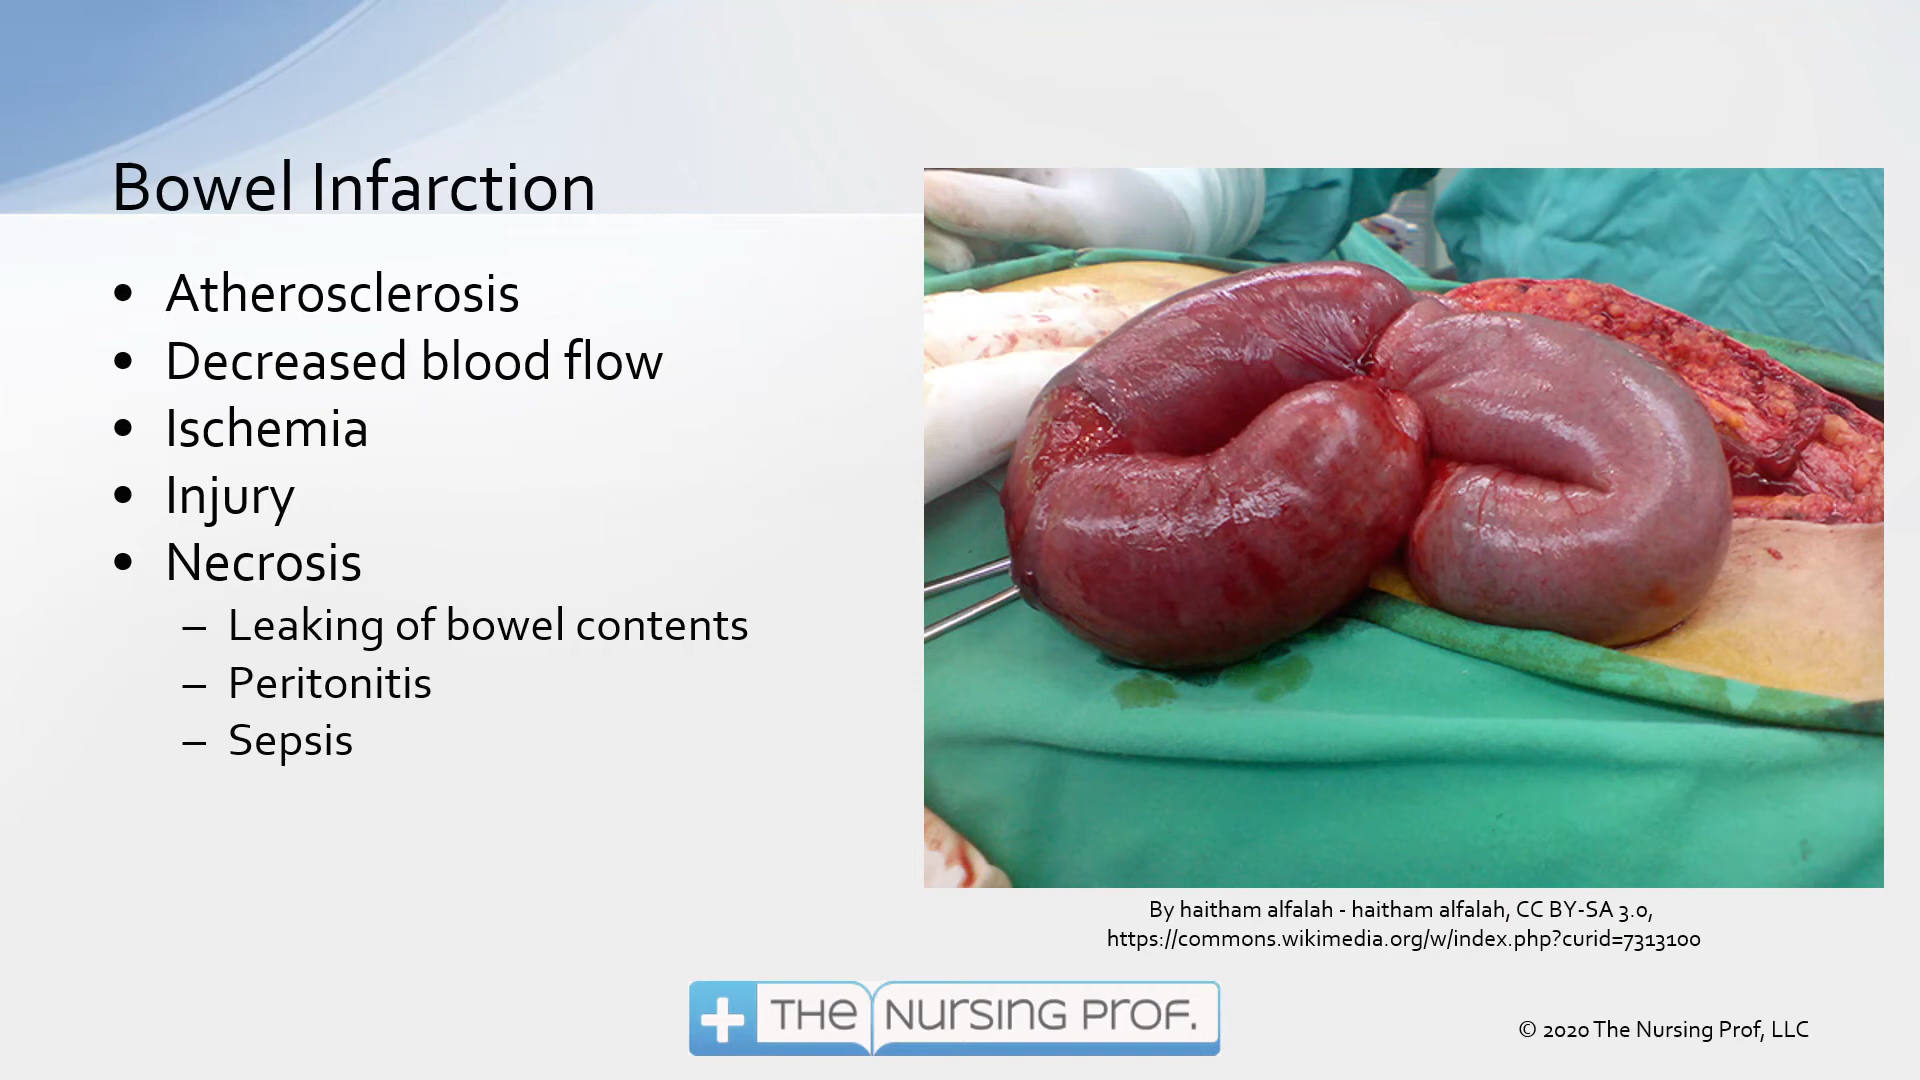 Bowel Infarction
• Atherosclerosis
• Decreased blood flow
• Ischemia
• Injury
• Necrosis
– Leaking of bowel contents
– Peritonitis
– Sepsis
By haitham alfalah - haitham alfalah, CC BY-SA 3.0,
https://commons.wikimedia.org/w/index.php?curid=7313100
THE NURSING PROF.
© 2020 The Nursing Prof, LLC